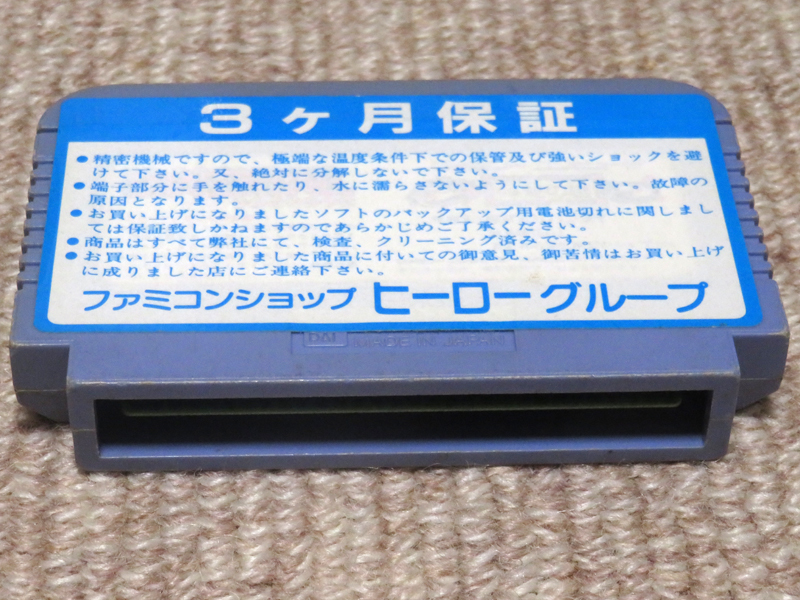 3ヶ月保証
●精密機械ですので、極端な温度条件下での保管及び強いショックを避
けて下さい。又、絶対に分解しないで下さい。
●端子部分に手を触れたり、水に濡らさないようにして下さい。故障の
原因となります。
●お買い上げになりましたソフトのバックアップ用電池切れに関しまし
ては保証致しかねますのであらかじめご了承ください。
●商品はすべて弊社にて、検査、クリーニング済みです。
●お買い上げになりました商品に付いての御意見、御苦情はお買い上げ
に成りました店にご連絡下さい。
ファミコンショップ ヒーローグループ
MADE IN JAPAN